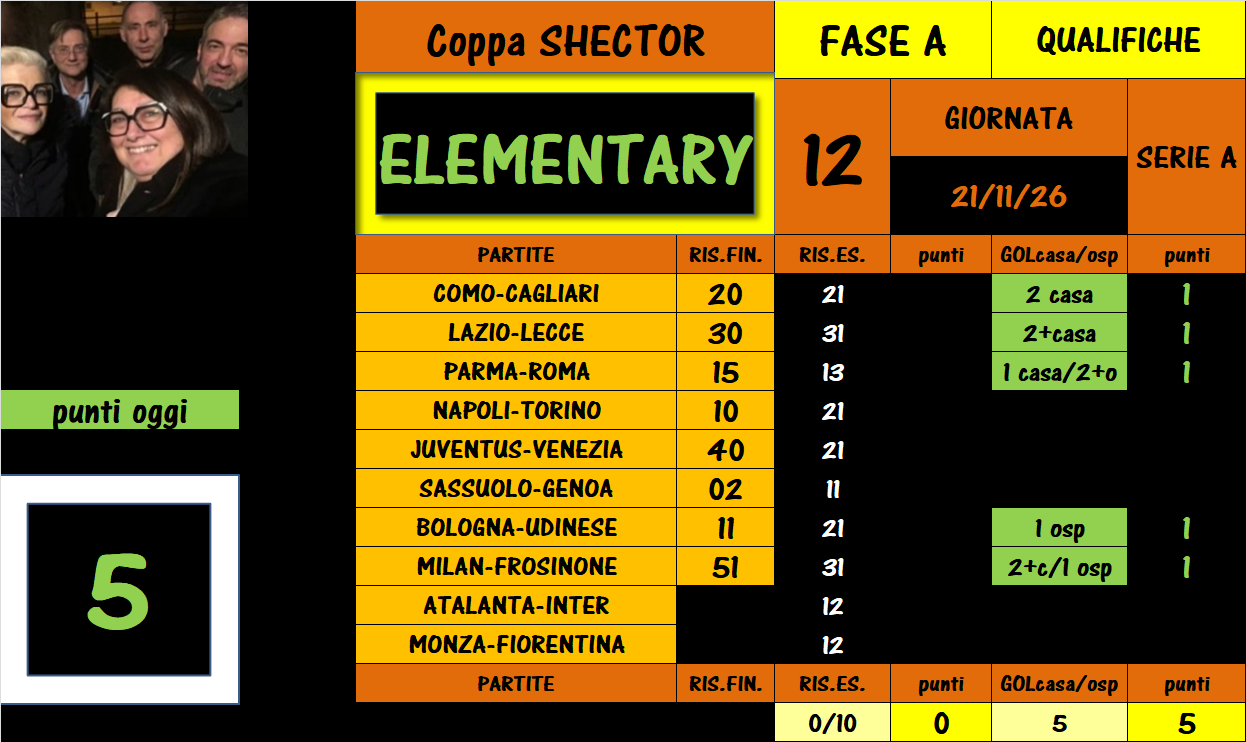 Coppa SHECTOR FASE A QUALIFICHE
ELEMENTARY 12 GIORNATA SERIE A
21/11/26
PARTITE RIS.FIN. RIS.ES. punti GOLcasa/osp punti
COMO-CAGLIARI 20 21 2 casa 1
LAZIO-LECCE 30 31 2+casa 1
PARMA-ROMA 15 13 1 casa/2+o 1
NAPOLI-TORINO 10 21
JUVENTUS-VENEZIA 40 21
SASSUOLO-GENOA 02 11
BOLOGNA-UDINESE 11 21 1 osp 1
MILAN-FROSINONE 51 31 2+c/1 osp 1
ATALANTA-INTER 12
MONZA-FIORENTINA 12
PARTITE RIS.FIN. RIS.ES. punti GOLcasa/osp punti
0/10 0 5 5
punti oggi
5